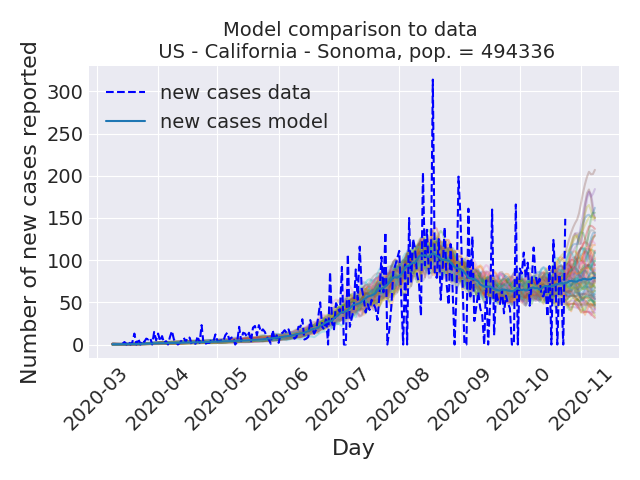 Model comparison to data
US - California - Sonoma, pop. = 494336
Number of new cases reported
300
250
200
150
100
50
0
new cases data
new cases model
2020-03
2020-04
2020-05
2020-06
2020-07
2020-08
2020-09
2020-10
2020-11
Day